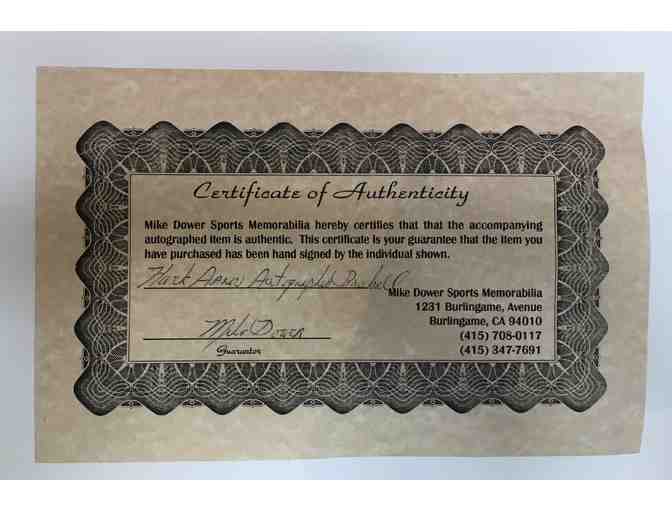 Certificate of Authenticity
Mike Dower Sports Memorabilia hereby certifies that that the accompanying
autographed item is authentic. This certificate is your guarantee that the item you
have purchased has been hand signed by the individual shown.
Mark Autographed Baseball
Mike Dower Sports Memorabilia
1231 Burlingame, Avenue
Burlingame, CA 94010
(415) 708-0117
(415) 347-7691
Mike Dower
Guarantor